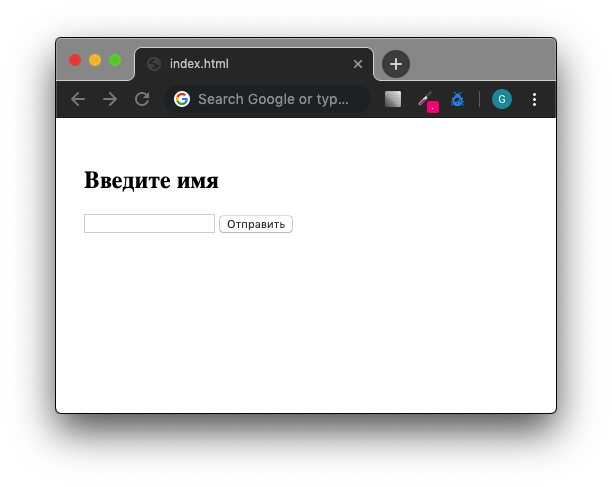 index.html
Search Google or typ...
G
Введите имя
Отправить